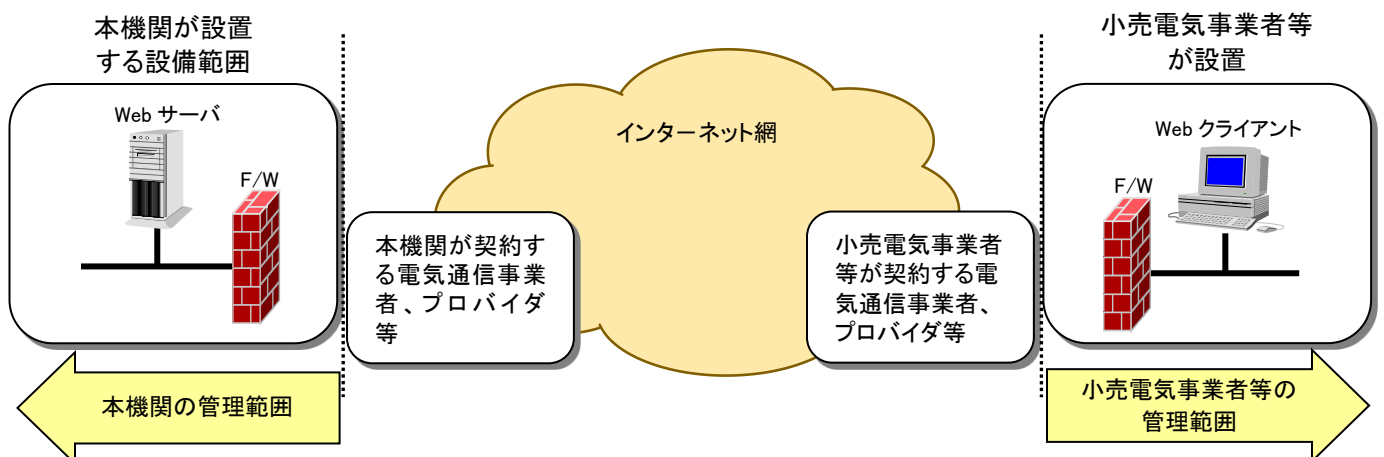 本機関が設置
する設備範囲
Web サーバ
F/W
本機関が契約す
る電気通信事業
者、プロバイダ
等
インターネット網
小売電気事業者
等が契約する電
気通信事業者、
プロバイダ等
小売電気事業者等
が設置
Web クライアント
F/W
本機関の管理範囲
小売電気事業者等の
管理範囲